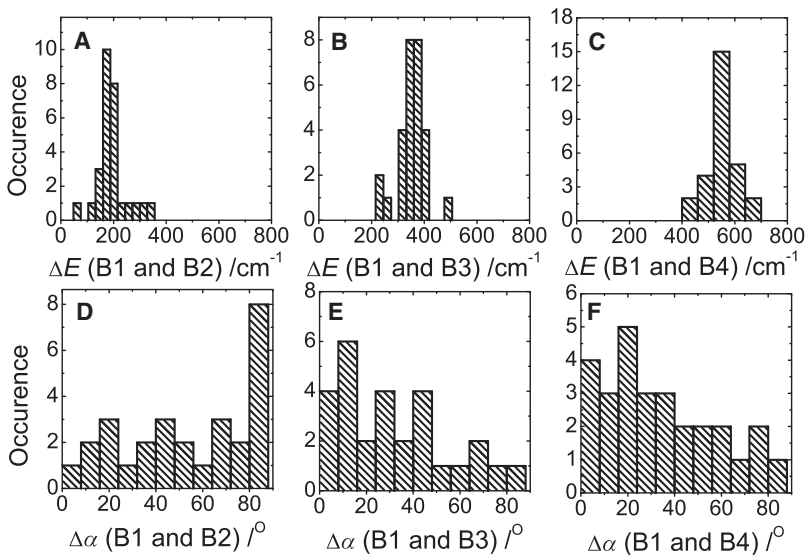 A
B
C
Occurence
10
8
6
4
2
0
8
6
4
2
0
18
15
12
9
6
3
0
0 200 400 600 800
0 200 400 600 800
0 200 400 600 800
ΔE (B1 and B2) /cm⁻¹
ΔE (B1 and B3) /cm⁻¹
ΔE (B1 and B4) /cm⁻¹
D
E
F
Occurence
8
6
4
2
0
8
6
4
2
0
6
5
4
3
2
1
0
0 20 40 60 80
0 20 40 60 80
0 20 40 60 80
Δα (B1 and B2) /º
Δα (B1 and B3) /º
Δα (B1 and B4) /º